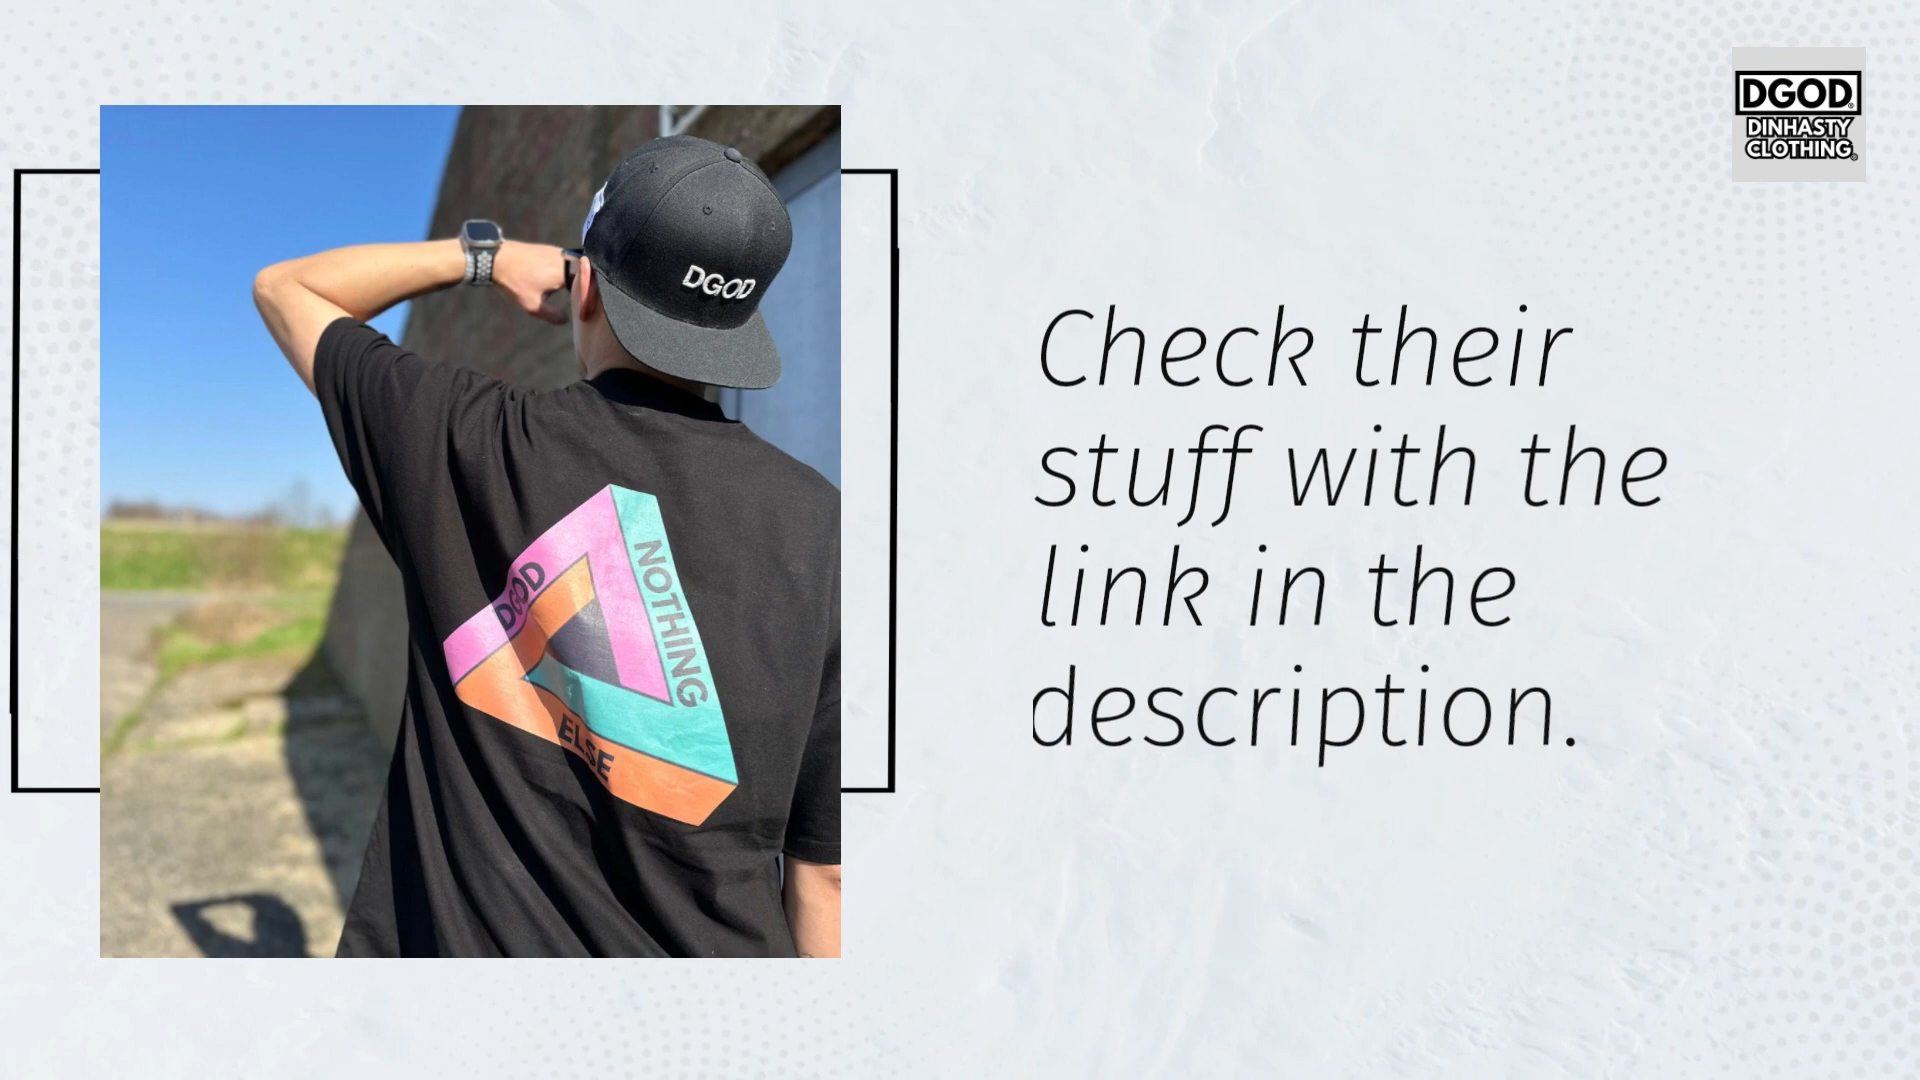 DGOD®
DINHASTY
CLOTHING®
DGOD
DGOD
NOTHING
ELSE
Check their
stuff with the
link in the
description.